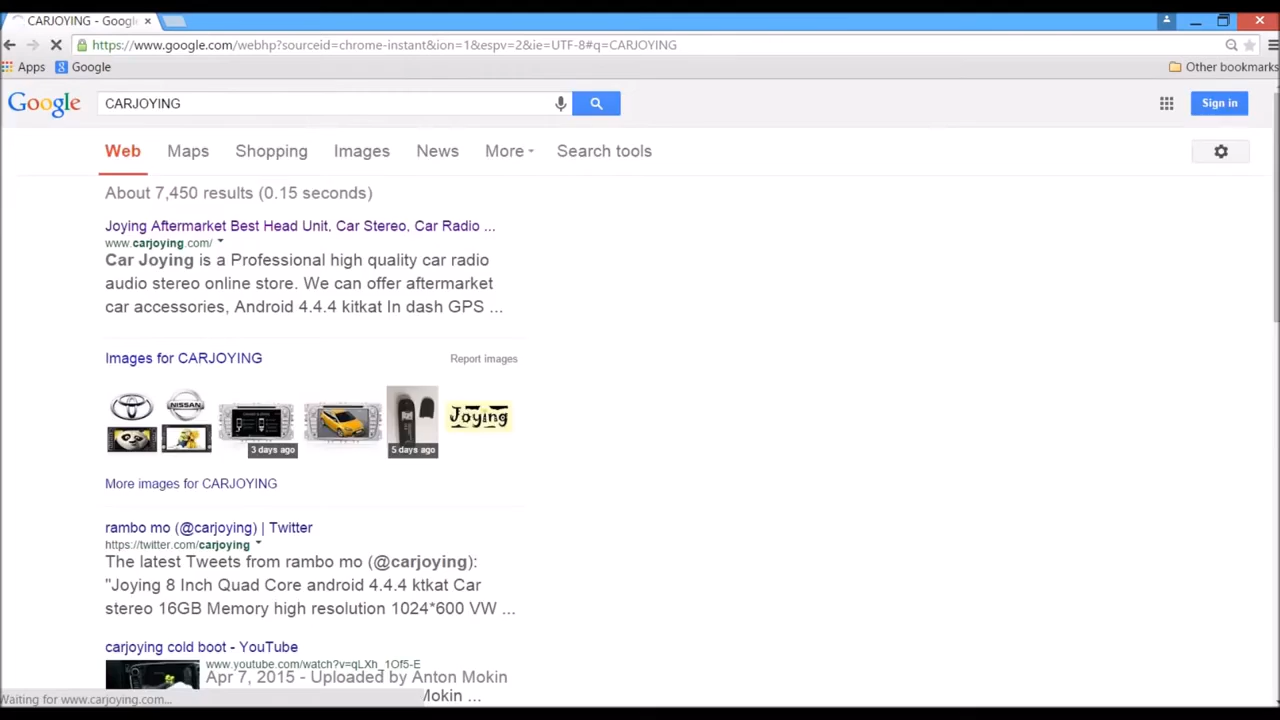 CARJOYING - Google
https://www.google.com/webhp?sourceid=chrome-instant&ion=1&espv=2&ie=UTF-8#q=CARJOYING
Apps Google Other bookmarks
Google CARJOYING Sign in
Web Maps Shopping Images News More Search tools
About 7,450 results (0.15 seconds)
Joying Aftermarket Best Head Unit, Car Stereo, Car Radio ...
www.carjoying.com/
Car Joying is a Professional high quality car radio
audio stereo online store. We can offer aftermarket
car accessories, Android 4.4.4 kitkat In dash GPS ...
Images for CARJOYING Report images
NISSAN
Joying
3 days ago 5 days ago
More images for CARJOYING
rambo mo (@carjoying) | Twitter
https://twitter.com/carjoying
The latest Tweets from rambo mo (@carjoying):
"Joying 8 Inch Quad Core android 4.4.4 ktkat Car
stereo 16GB Memory high resolution 1024*600 VW ...
carjoying cold boot - YouTube
www.youtube.com/watch?v=qLXh_1Of5-E
Apr 7, 2015 - Uploaded by Anton Mokin
Mokin ...
Waiting for www.carjoying.com...